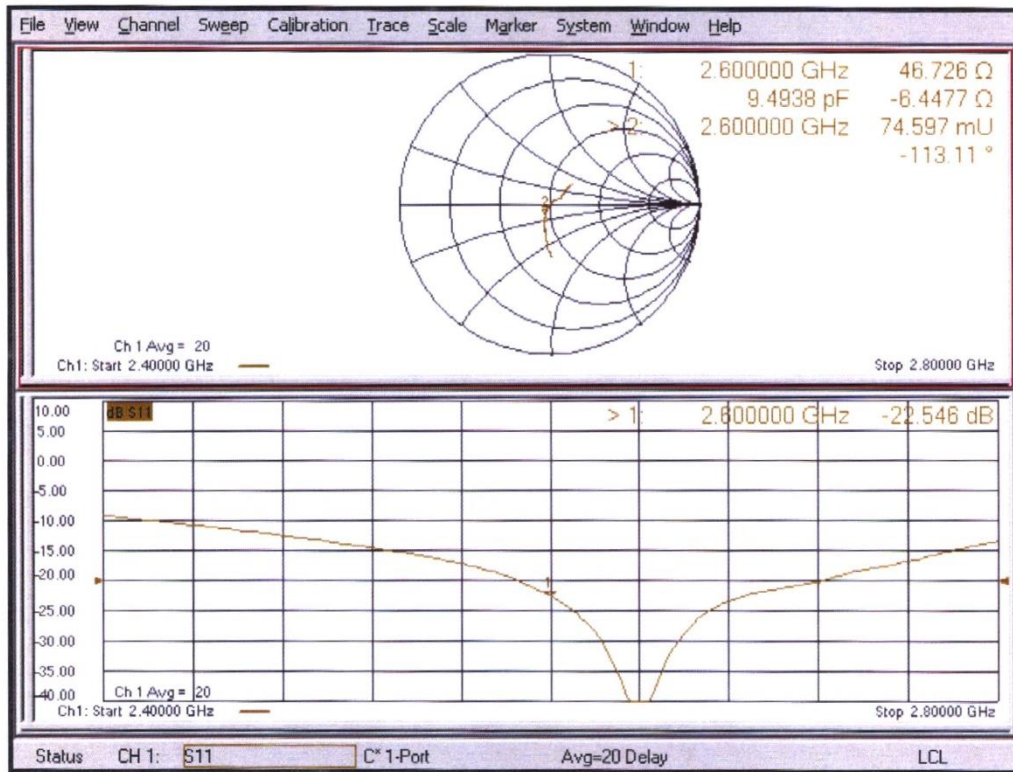 File View Channel Sweep Calibration Trace Scale Marker System Window Help
1: 2.600000 GHz 46.726 Ω
9.4938 pF -6.4477 Ω
> 2: 2.600000 GHz 74.597 mU
-113.11 °
2
Ch 1 Avg = 20
Ch1: Start 2.40000 GHz Stop 2.80000 GHz
10.00 dB S11 > 1: 2.600000 GHz -22.546 dB
5.00
0.00
-5.00
-10.00
-15.00
-20.00
1
-25.00
-30.00
-35.00
-40.00
Ch 1 Avg = 20
Ch1: Start 2.40000 GHz Stop 2.80000 GHz
Status CH 1: S11 C* 1-Port Avg=20 Delay LCL